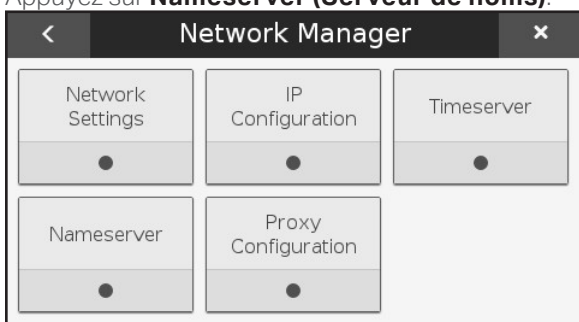 Appuyez sur Nameserver (Serveur de noms).
< Network Manager ×
Network
Settings
IP
Configuration
Timeserver
Nameserver
Proxy
Configuration